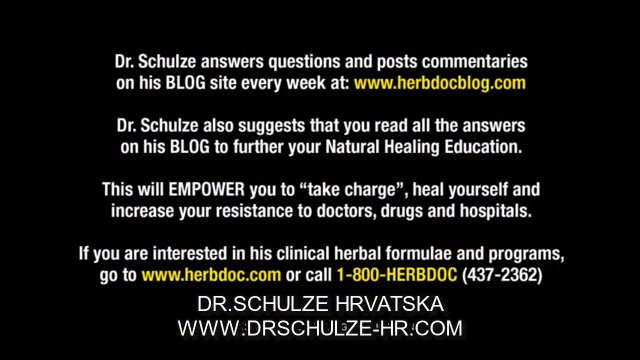 Dr. Schulze answers questions and posts commentaries
on his BLOG site every week at: www.herbdocblog.com
Dr. Schulze also suggests that you read all the answers
on his BLOG to further your Natural Healing Education.
This will EMPOWER you to “take charge”, heal yourself and
increase your resistance to doctors, drugs and hospitals.
If you are interested in his clinical herbal formulae and programs,
go to www.herbdoc.com or call 1-800-HERBDOC (437-2362)
DR.SCHULZE HRVATSKA
WWW.DRSCHULZE-HR.COM